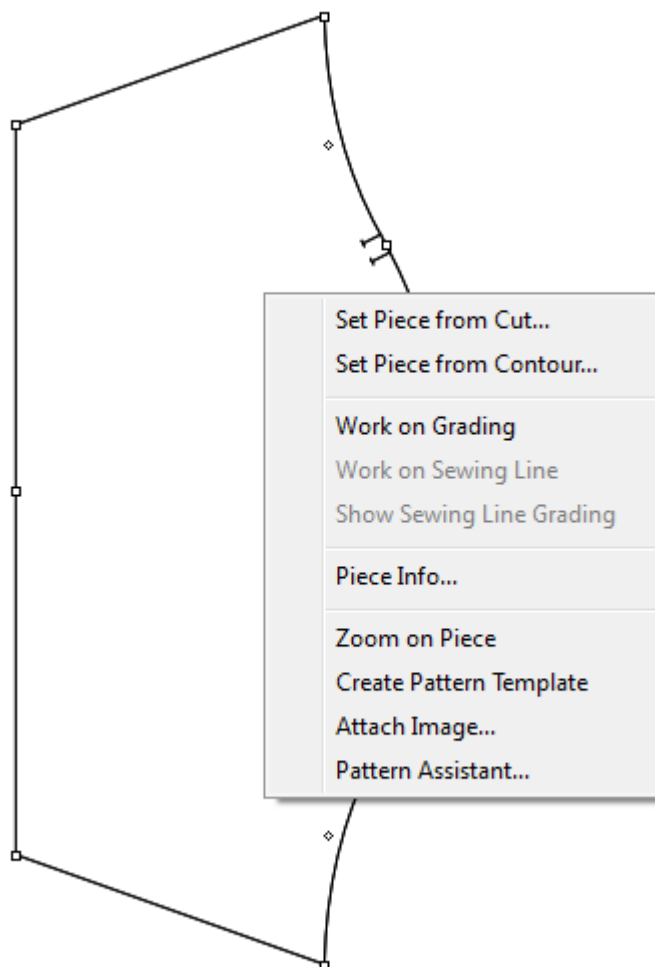 Set Piece from Cut...
Set Piece from Contour...
Work on Grading
Work on Sewing Line
Show Sewing Line Grading
Piece Info...
Zoom on Piece
Create Pattern Template
Attach Image...
Pattern Assistant...